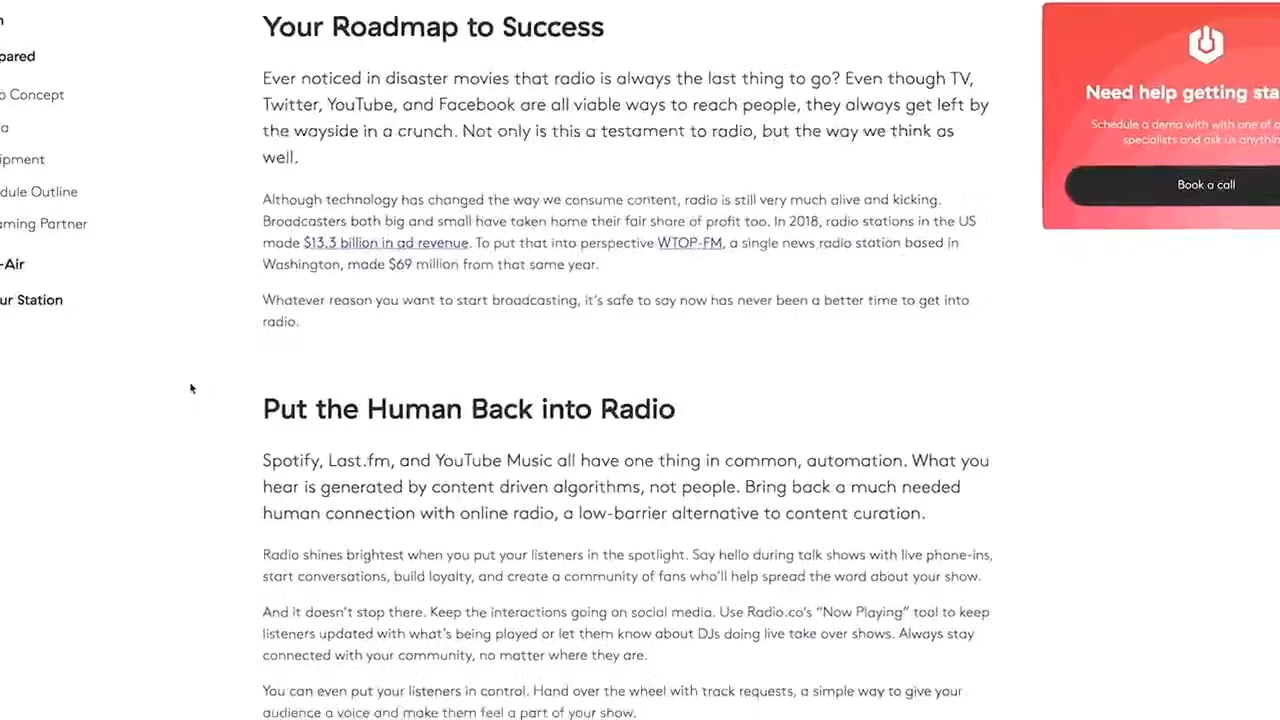 Your Roadmap to Success
Ever noticed in disaster movies that radio is always the last thing to go? Even though TV,
Twitter, YouTube, and Facebook are all viable ways to reach people, they always get left by
the wayside in a crunch. Not only is this a testament to radio, but the way we think as
well.
Although technology has changed the way we consume content, radio is still very much alive and kicking.
Broadcasters both big and small have taken home their fair share of profit too. In 2018, radio stations in the US
made $13.3 billion in ad revenue. To put that into perspective WTOP-FM, a single news radio station based in
Washington, made $69 million from that same year.
Whatever reason you want to start broadcasting, it's safe to say now has never been a better time to get into
radio.
Put the Human Back into Radio
Spotify, Last.fm, and YouTube Music all have one thing in common, automation. What you
hear is generated by content driven algorithms, not people. Bring back a much needed
human connection with online radio, a low-barrier alternative to content curation.
Radio shines brightest when you put your listeners in the spotlight. Say hello during talk shows with live phone-ins,
start conversations, build loyalty, and create a community of fans who'll help spread the word about your show.
And it doesn't stop there. Keep the interactions going on social media. Use Radio.co's "Now Playing" tool to keep
listeners updated with what's being played or let them know about DJs doing live take over shows. Always stay
connected with your community, no matter where they are.
You can even put your listeners in control. Hand over the wheel with track requests, a simple way to give your
audience a voice and make them feel a part of your show.
pared
o Concept
a
ipment
dule Outline
aming Partner
-Air
ur Station
Need help getting sta
Schedule a demo with with one of o
specialists and ask us anythin
Book a call